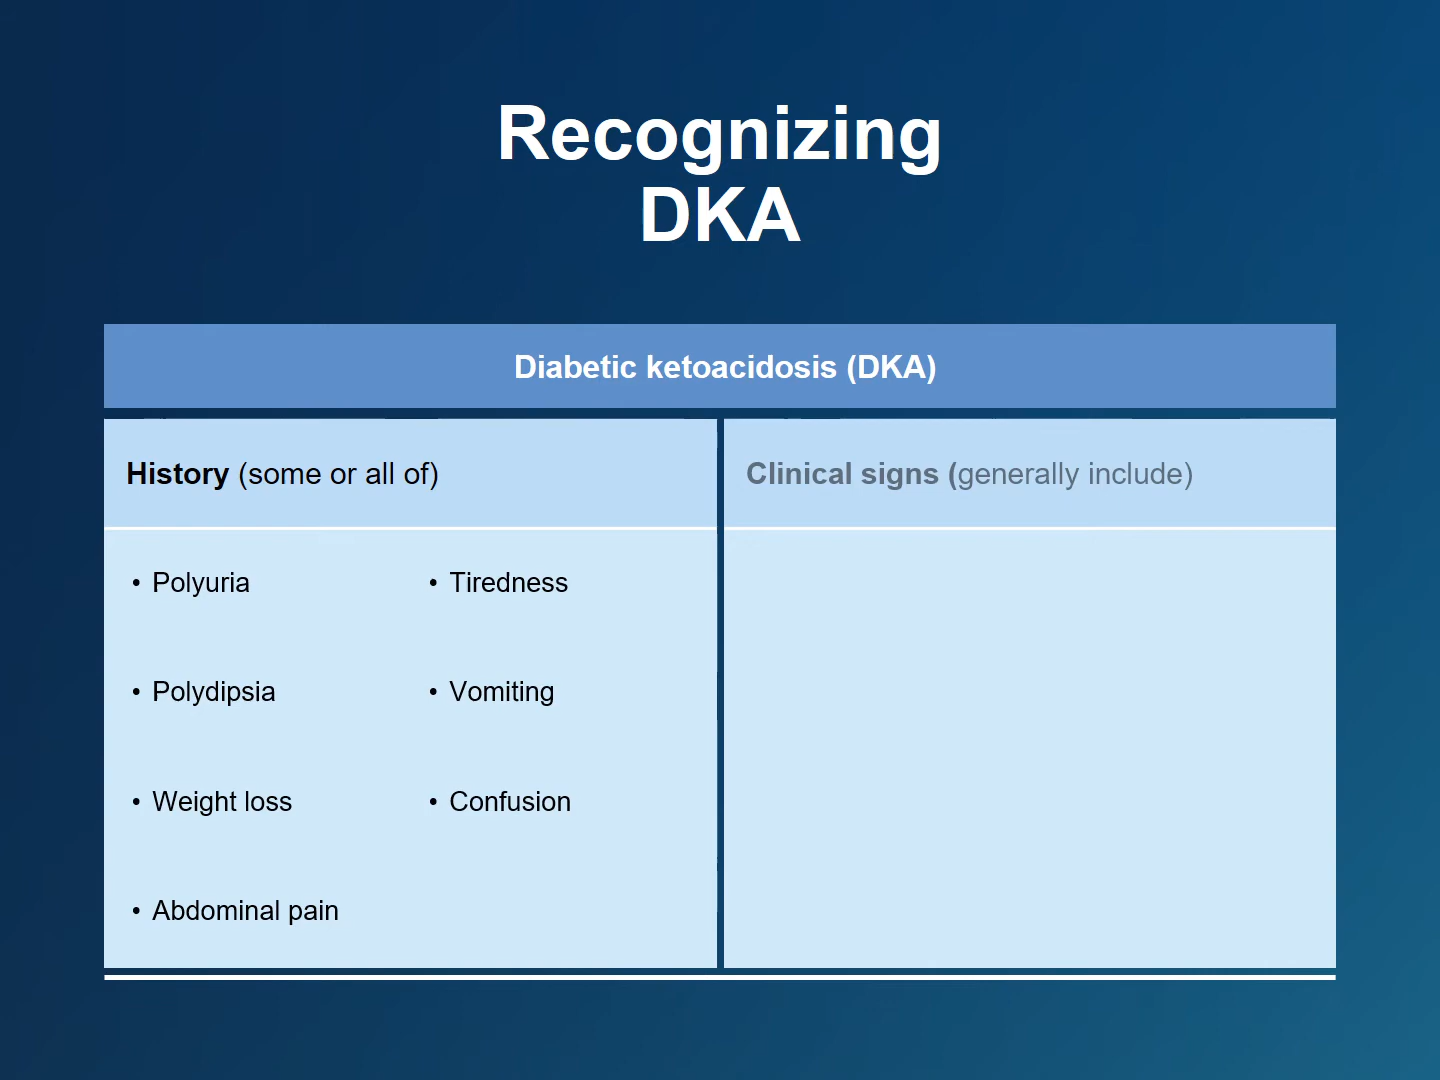 Recognizing
DKA
Diabetic ketoacidosis (DKA)
History (some or all of)
• Polyuria
• Polydipsia
• Weight loss
• Abdominal pain
• Tiredness
• Vomiting
• Confusion
Clinical signs (generally include)